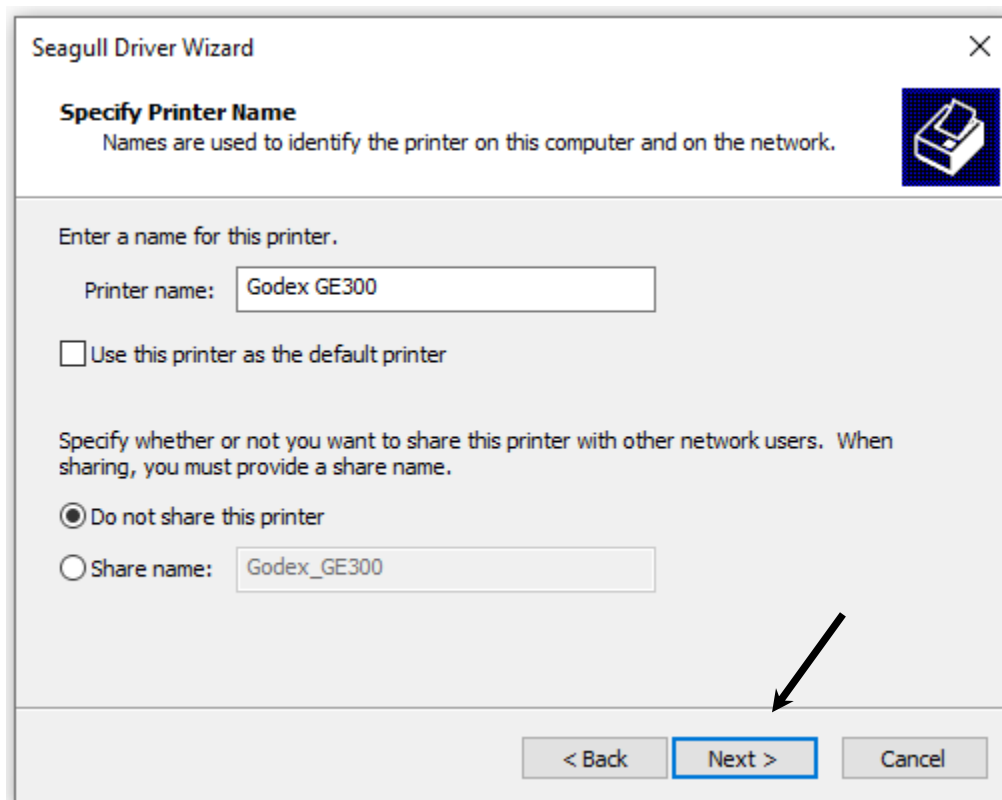 Seagull Driver Wizard
Specify Printer Name
Names are used to identify the printer on this computer and on the network.
Enter a name for this printer.
Printer name: Godex GE300
Use this printer as the default printer
Specify whether or not you want to share this printer with other network users.  When
sharing, you must provide a share name.
Do not share this printer
Share name: Godex_GE300
< Back Next > Cancel